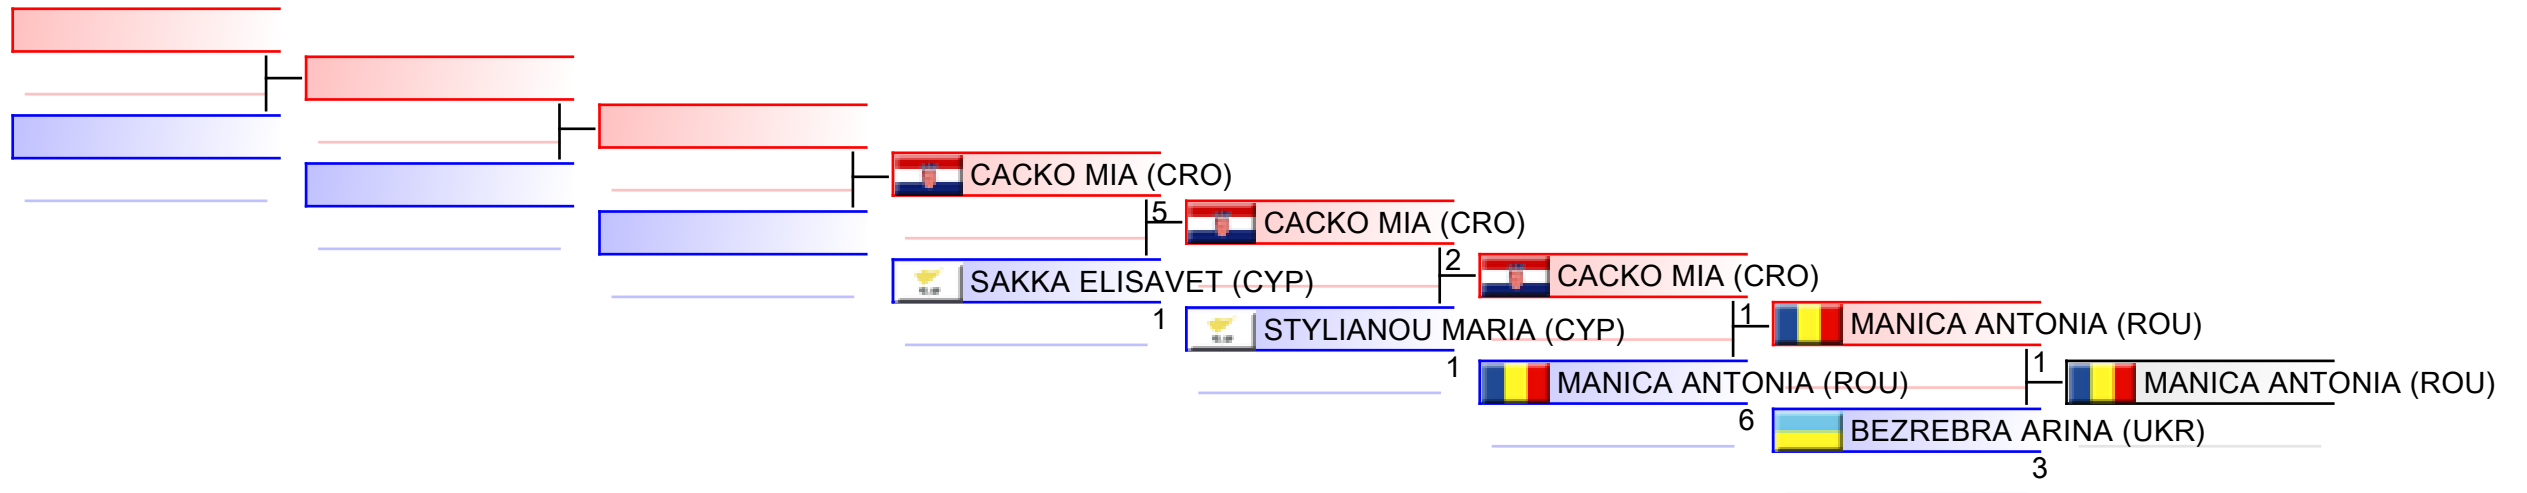 CACKO MIA (CRO)
5
CACKO MIA (CRO)
SAKKA ELISAVET (CYP)
1
2
CACKO MIA (CRO)
STYLIANOU MARIA (CYP)
1
1
MANICA ANTONIA (ROU)
MANICA ANTONIA (ROU)
6
1
MANICA ANTONIA (ROU)
BEZREBRA ARINA (UKR)
3